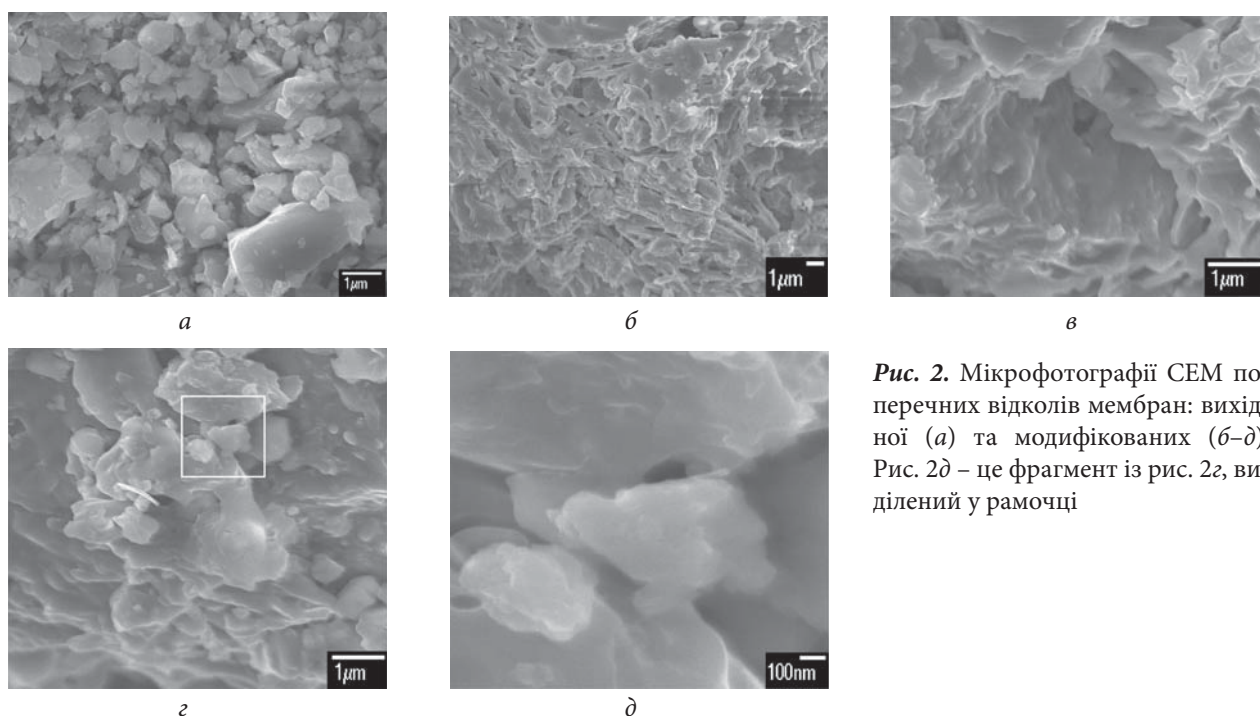 1µm
1µm
1µm
а
б
в
1µm
100nm
г
д
Рис. 2. Мікрофотографії СЕМ по
перечних відколів мембран: вихід
ної (а) та модифікованих (б–д)
Рис. 2д – це фрагмент із рис. 2г, ви
ділений у рамочці